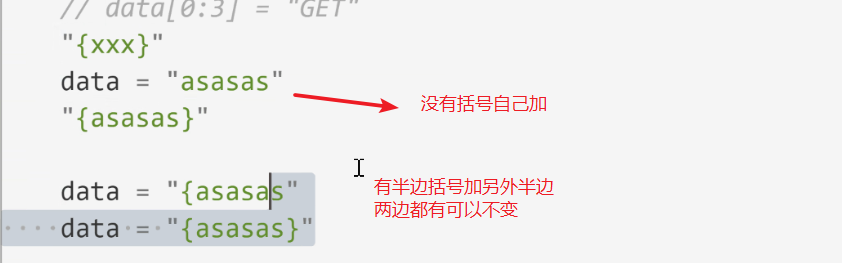 // data[0:3] = "GET"
"{xxx}"
data = "asasas"
没有括号自己加
"{asasas}"
data = "{asasas"
有半边括号加另外半边
data = "{asasas}"
两边都有可以不变